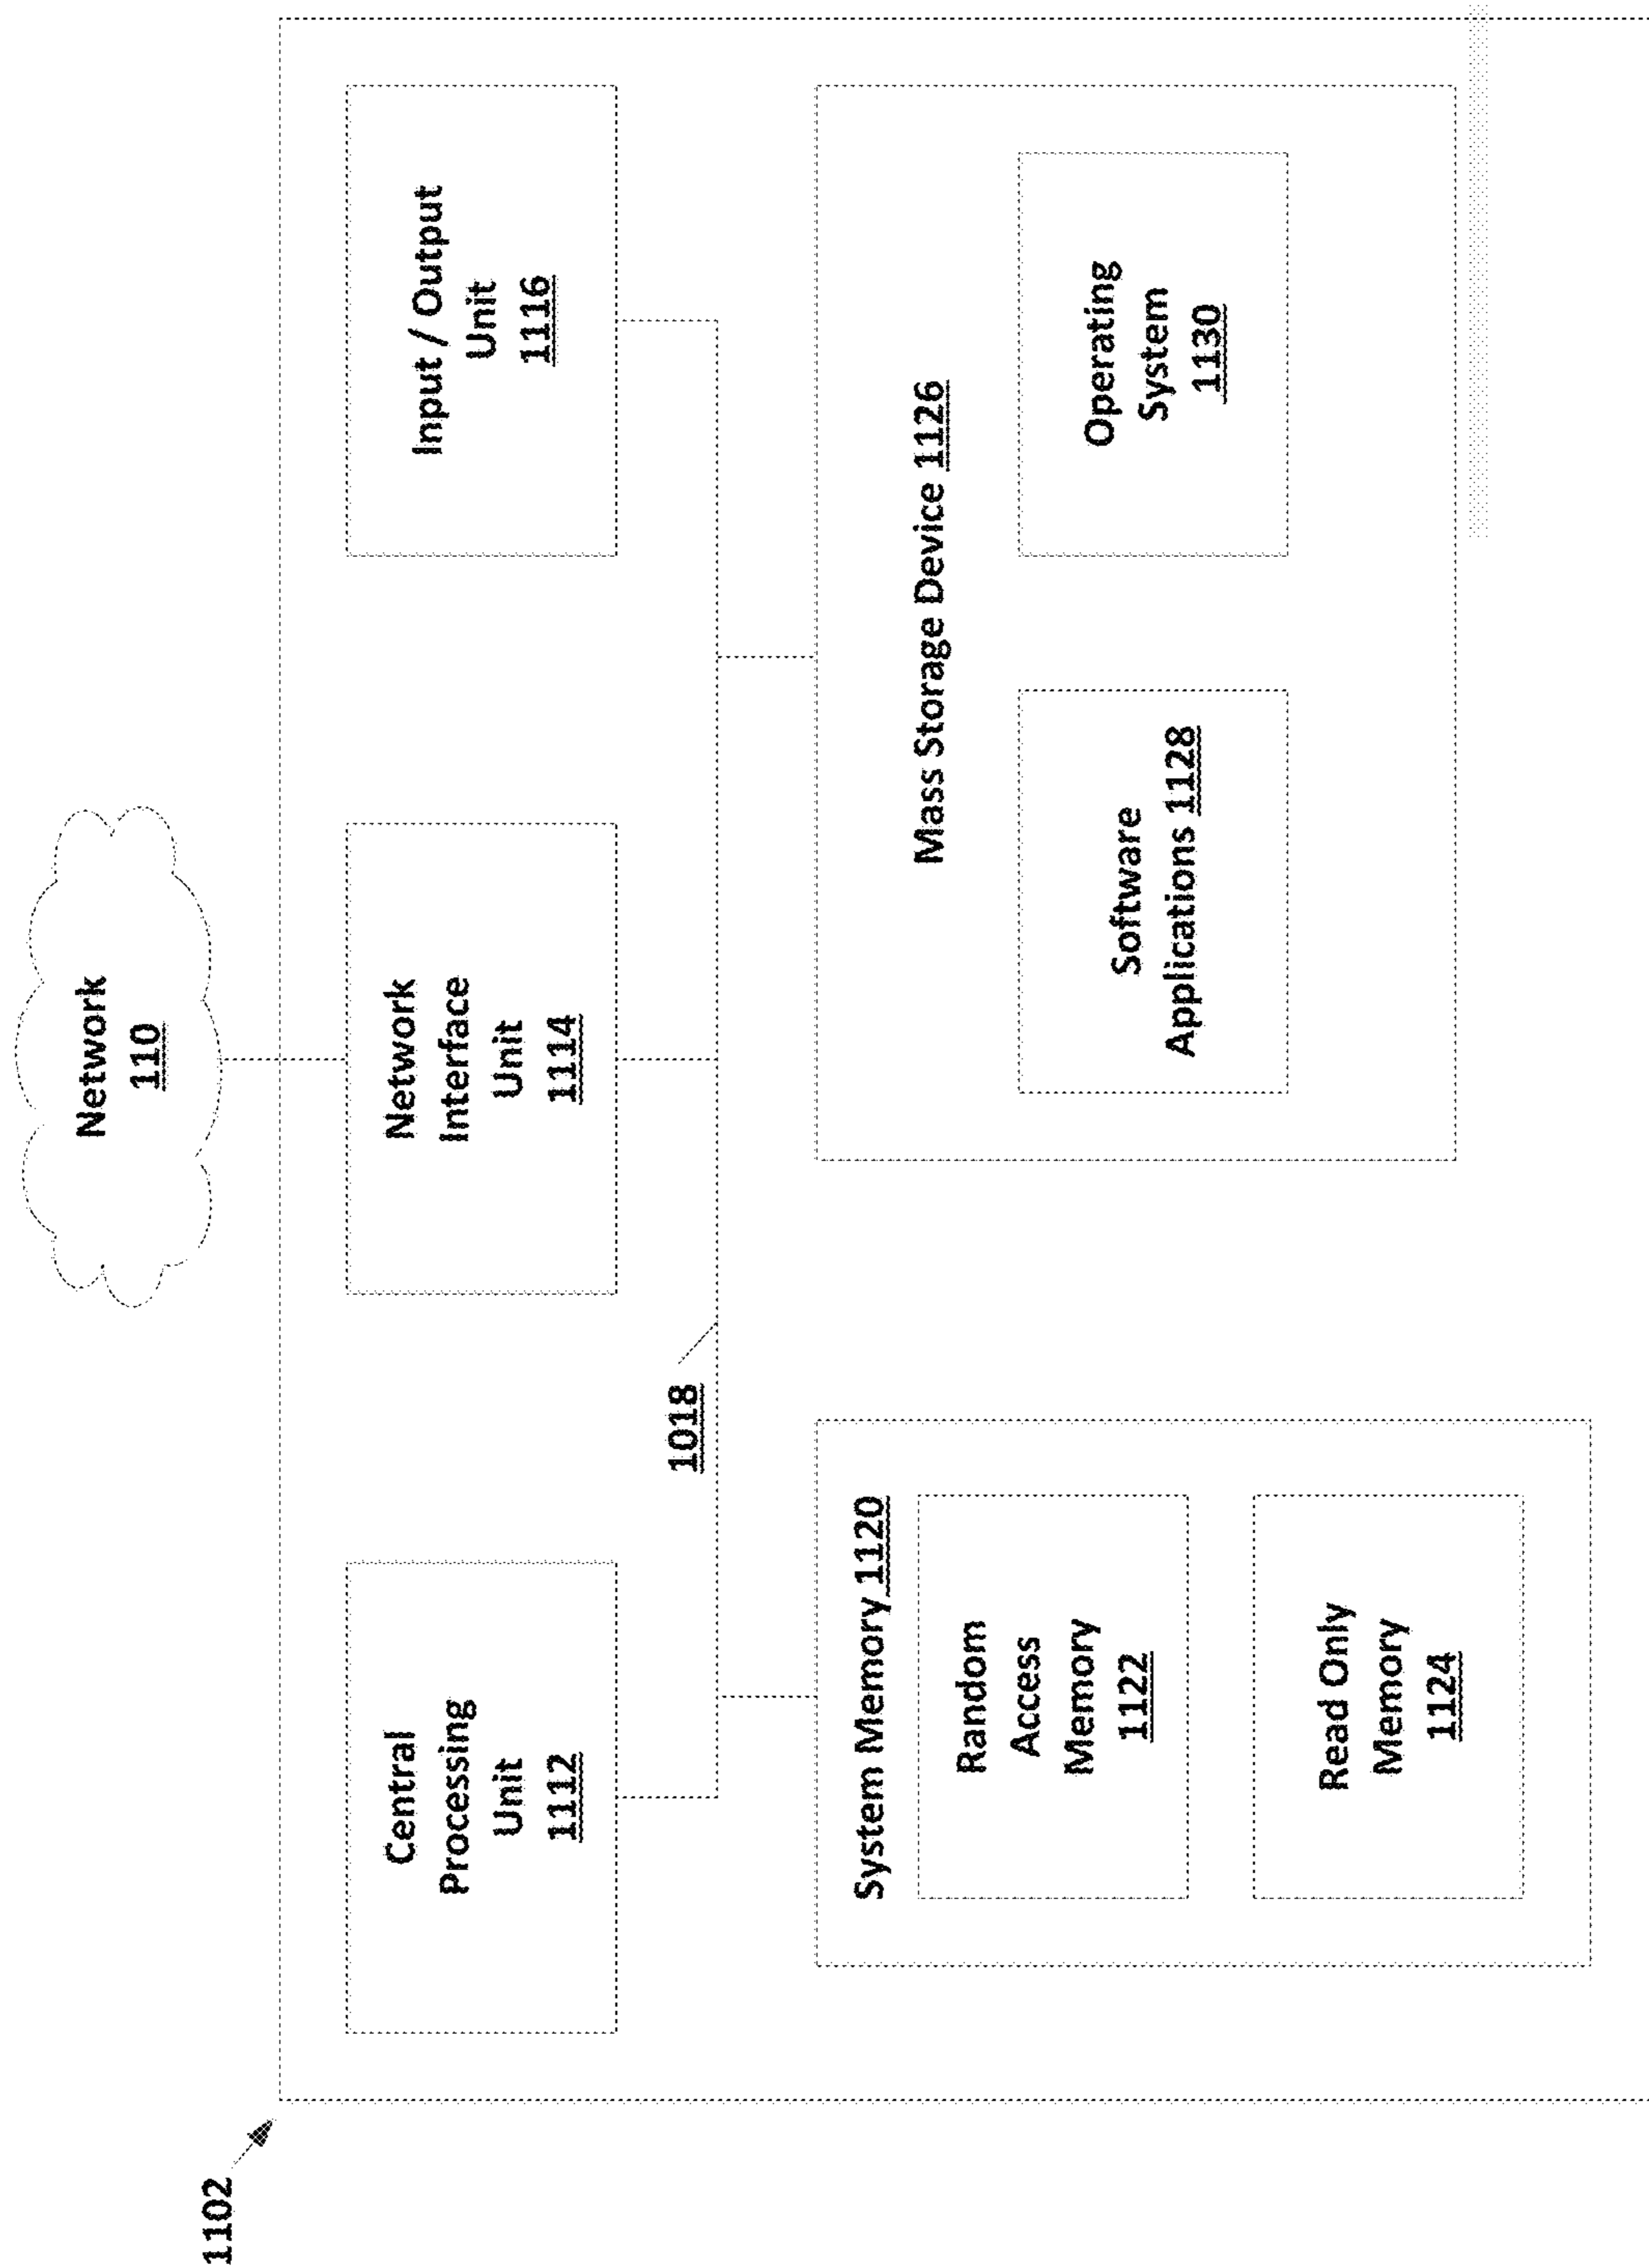 1102
Network
110
Central
Processing
Unit
1112
Network
Interface
Unit
1114
Input / Output
Unit
1116
1018
System Memory 1120
Random
Access
Memory
1122
Read Only
Memory
1124
Mass Storage Device 1126
Software
Applications 1128
Operating
System
1130